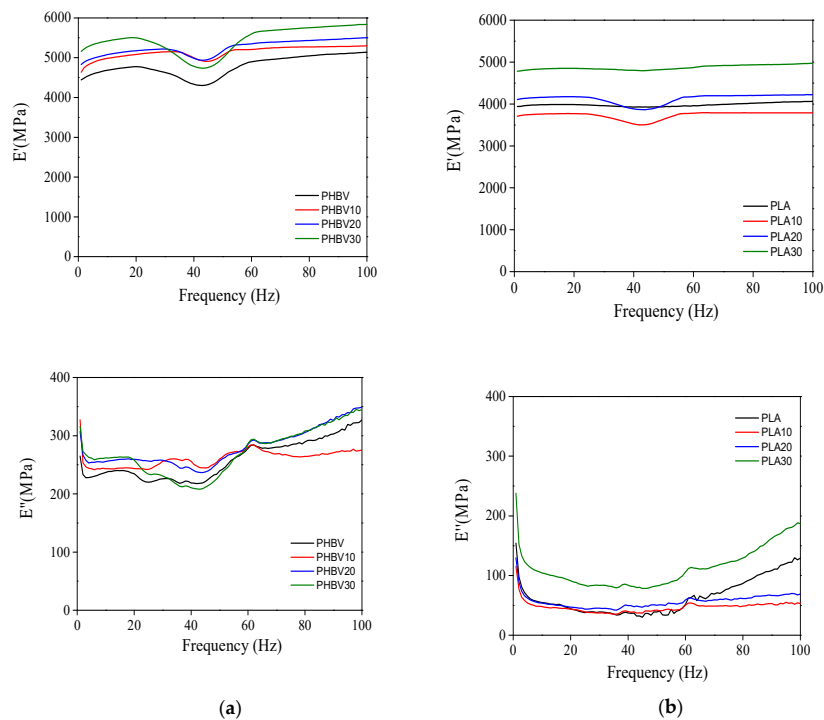 6000
5000
4000
3000
2000
1000
0
E'(MPa)
PHBV
PHBV10
PHBV20
PHBV30
0 20 40 60 80 100
Frequency (Hz)
6000
5000
4000
3000
2000
1000
0
E'(MPa)
PLA
PLA10
PLA20
PLA30
0 20 40 60 80 100
Frequency (Hz)
400
300
200
100
0
E"(MPa)
PHBV
PHBV10
PHBV20
PHBV30
0 20 40 60 80 100
Frequency (Hz)
400
300
200
100
0
E''(MPa)
PLA
PLA10
PLA20
PLA30
0 20 40 60 80 100
Frequency (Hz)
(a)
(b)